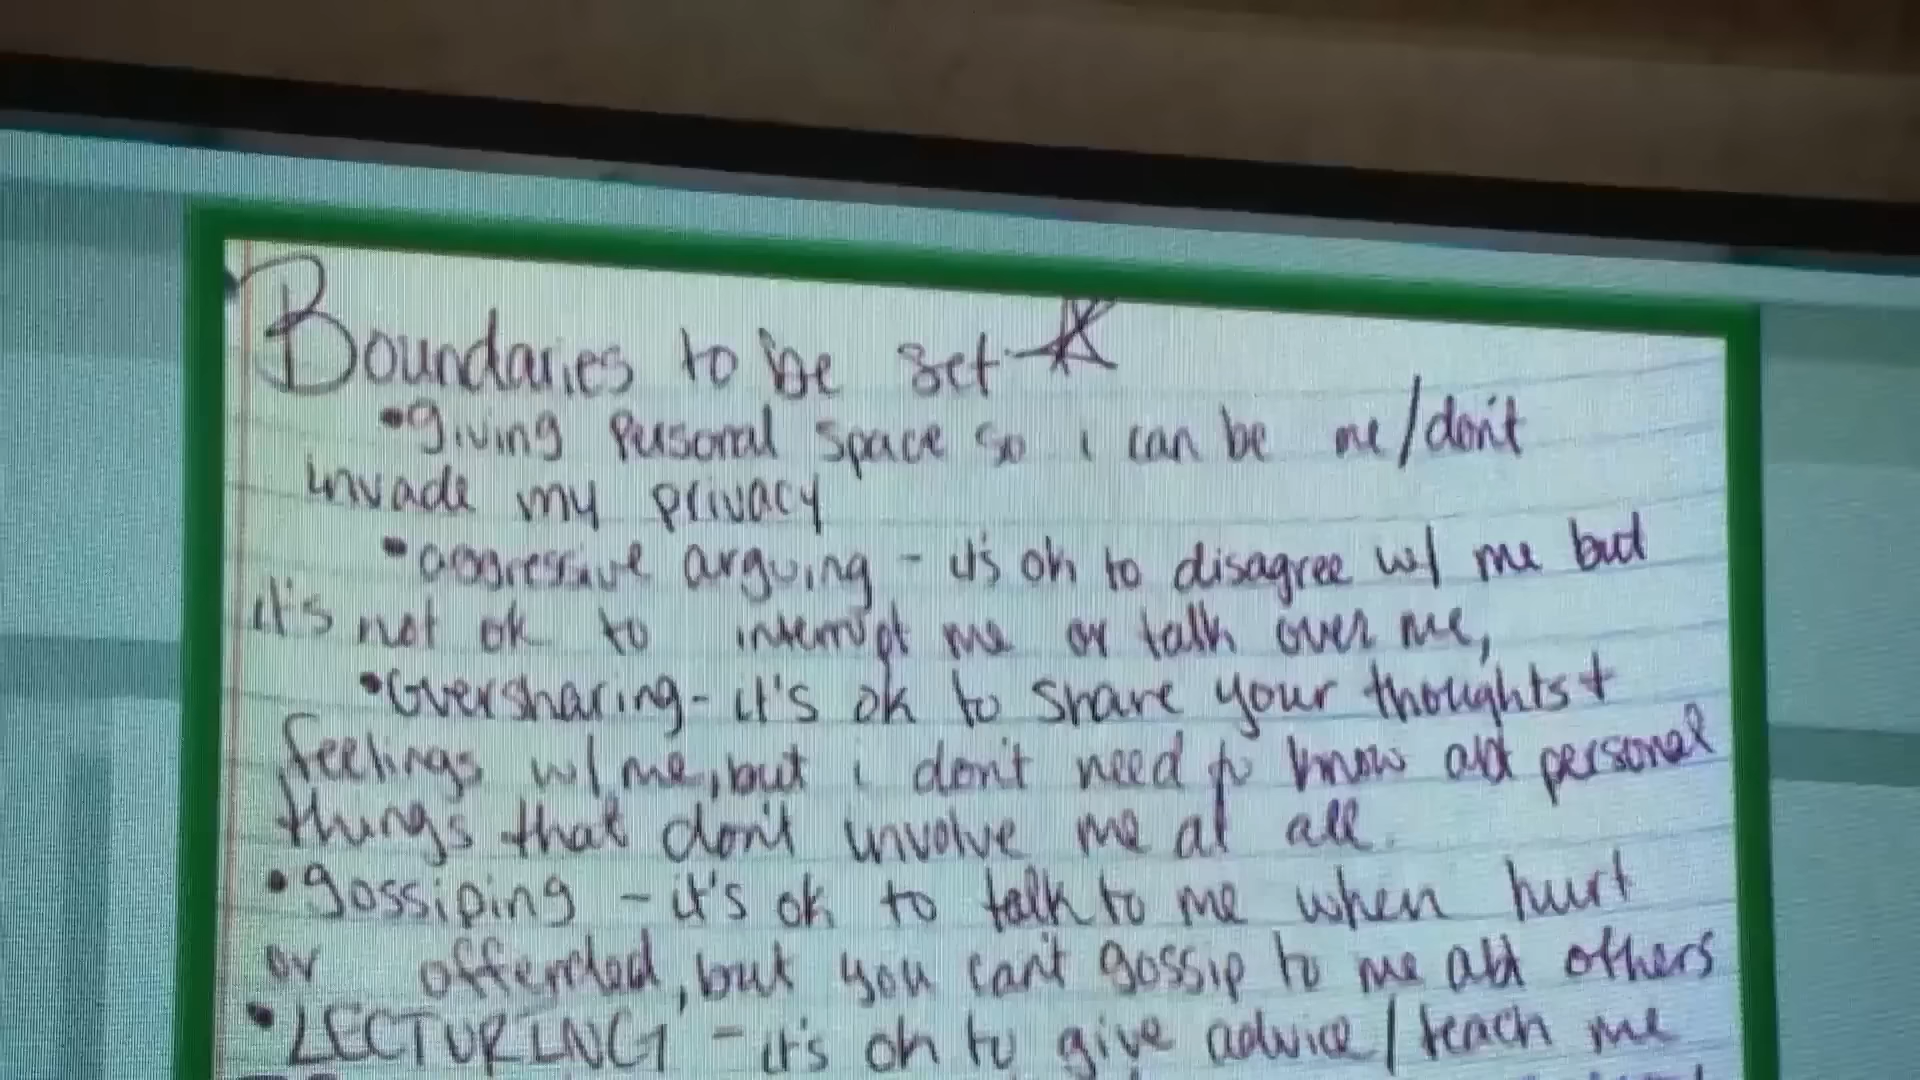 Boundaries to be set
•giving Personal Space so i can be me/don't
invade my privacy
•aggressive arguing - it's ok to disagree w/ me but
it's not ok to interrupt me or talk over me,
•Oversharing - it's ok to share your thoughts +
feelings w/ me, but i don't need to know abt personal
things that don't involve me at all.
•gossiping - it's ok to talk to me when hurt
or offended, but you can't gossip to me abt others
•LECTURING - it's ok to give advice/teach me